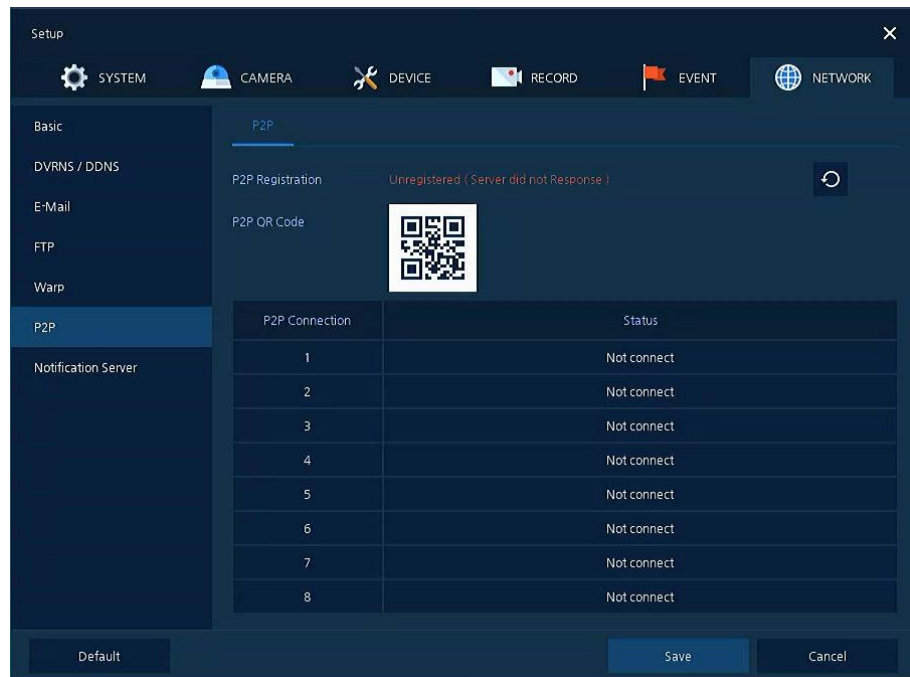 Setup
SYSTEM CAMERA DEVICE RECORD EVENT NETWORK
Basic
DVRNS / DDNS
E-Mail
FTP
Warp
P2P
Notification Server
P2P
P2P Registration Unregistered ( Server did not Response )
P2P QR Code
P2P Connection Status
1 Not connect
2 Not connect
3 Not connect
4 Not connect
5 Not connect
6 Not connect
7 Not connect
8 Not connect
Default Save Cancel